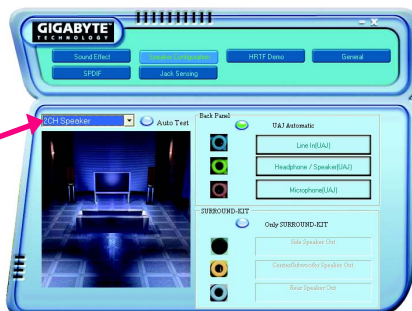 GIGABYTE
TECHNOLOGY
Sound Effect
Speaker Configuration
HRTF Demo
General
SPDIF
Jack Sensing
2CH Speaker
Auto Test
Back Panel
UAJ Automatic
Line In(UAJ)
Headphone / Speaker(UAJ)
Microphone(UAJ)
SURROUND-KIT
Only SURROUND-KIT
Side Speaker Out
Center/Subwoofer Speaker Out
Rear Speaker Out